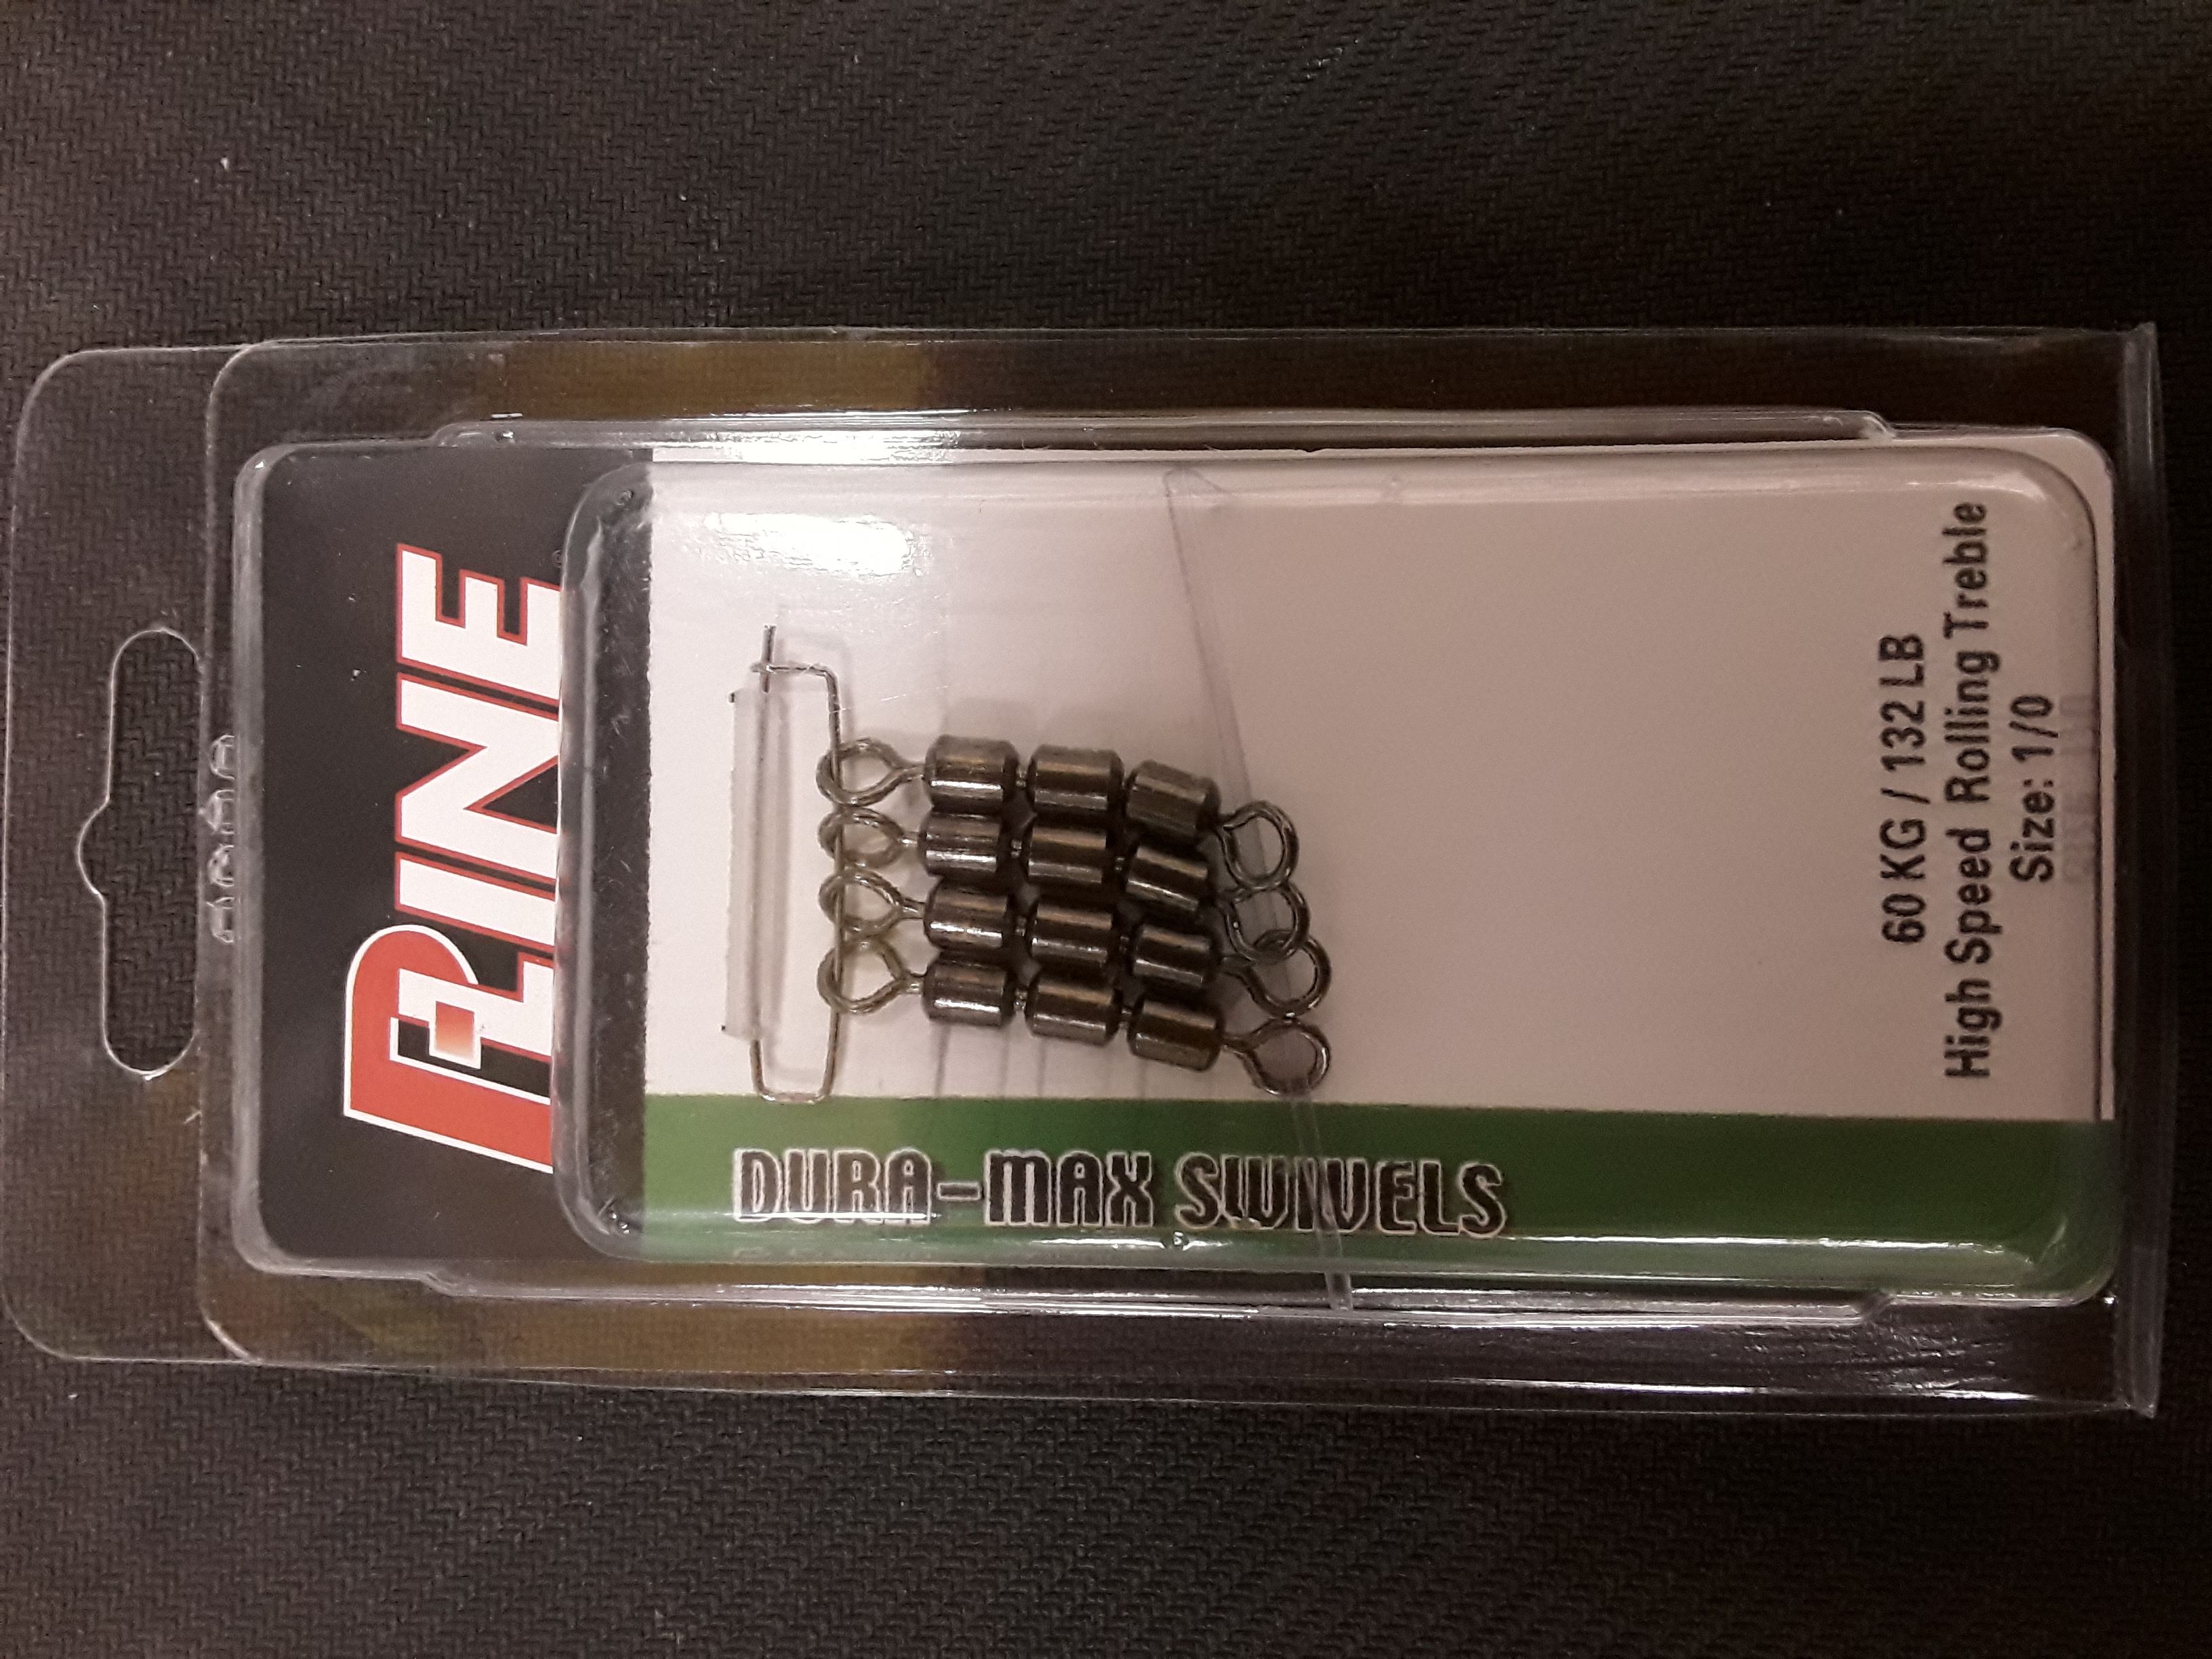 P-LINE
DURA-MAX SWIVELS
60 KG / 132 LB
High Speed Rolling Treble
Size: 1/0